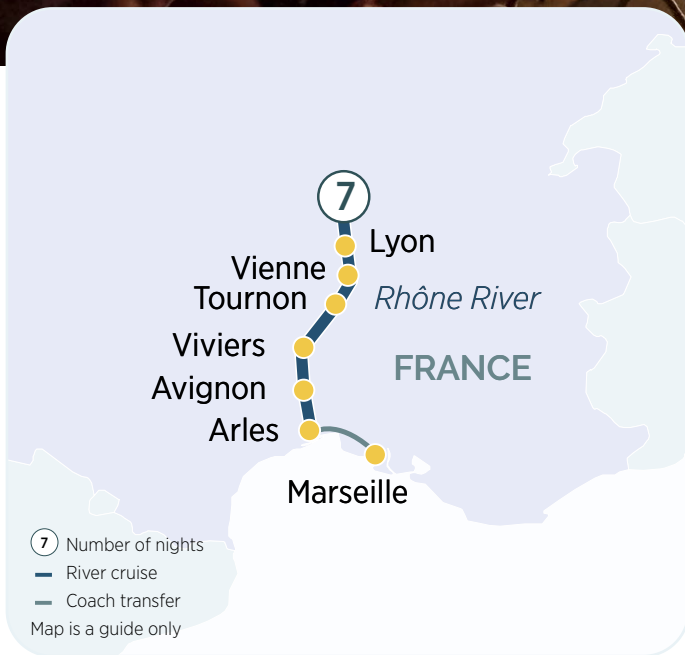 7
Lyon
Vienne
Tournon
Rhône River
Viviers
FRANCE
Avignon
Arles
Marseille
7 Number of nights
River cruise
Coach transfer
Map is a guide only